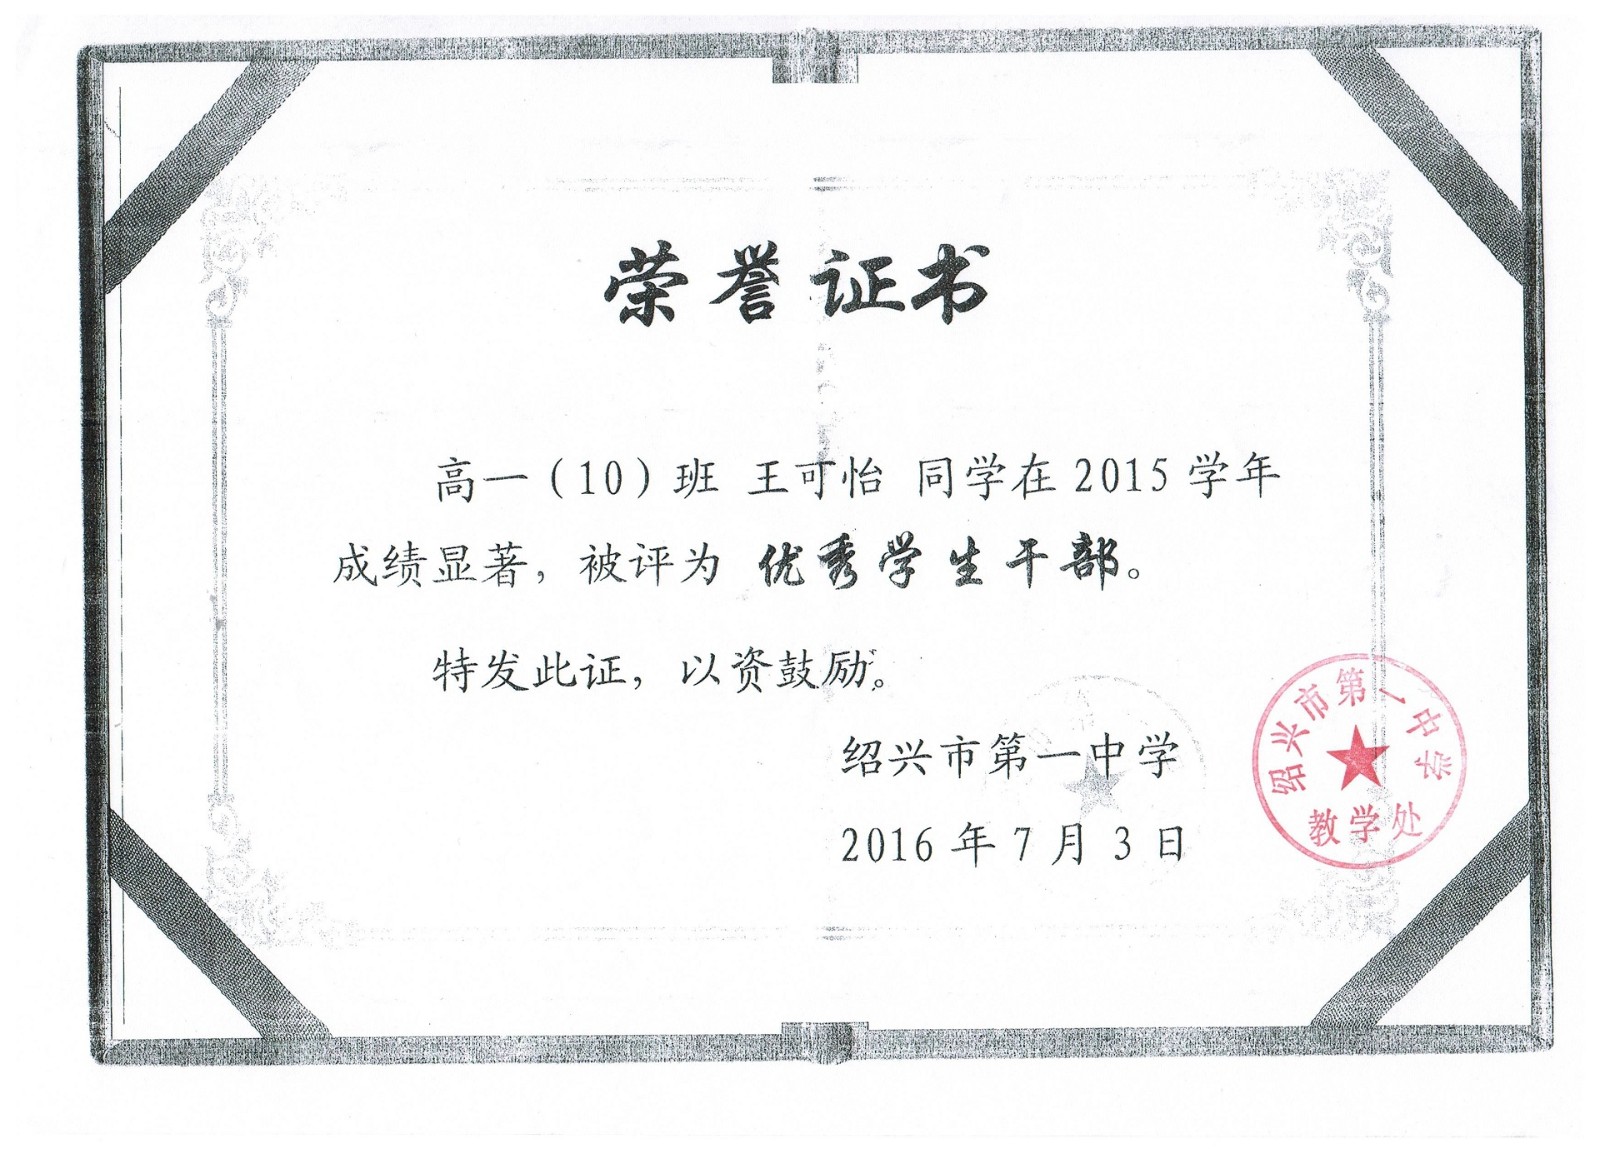 荣誉证书
高一（10）班 王可怡 同学在 2015 学年
成绩显著，被评为 优秀学生干部。
特发此证，以资鼓励。
绍兴市第一中学
2016 年 7 月 3 日
绍兴市第一中学
教学处